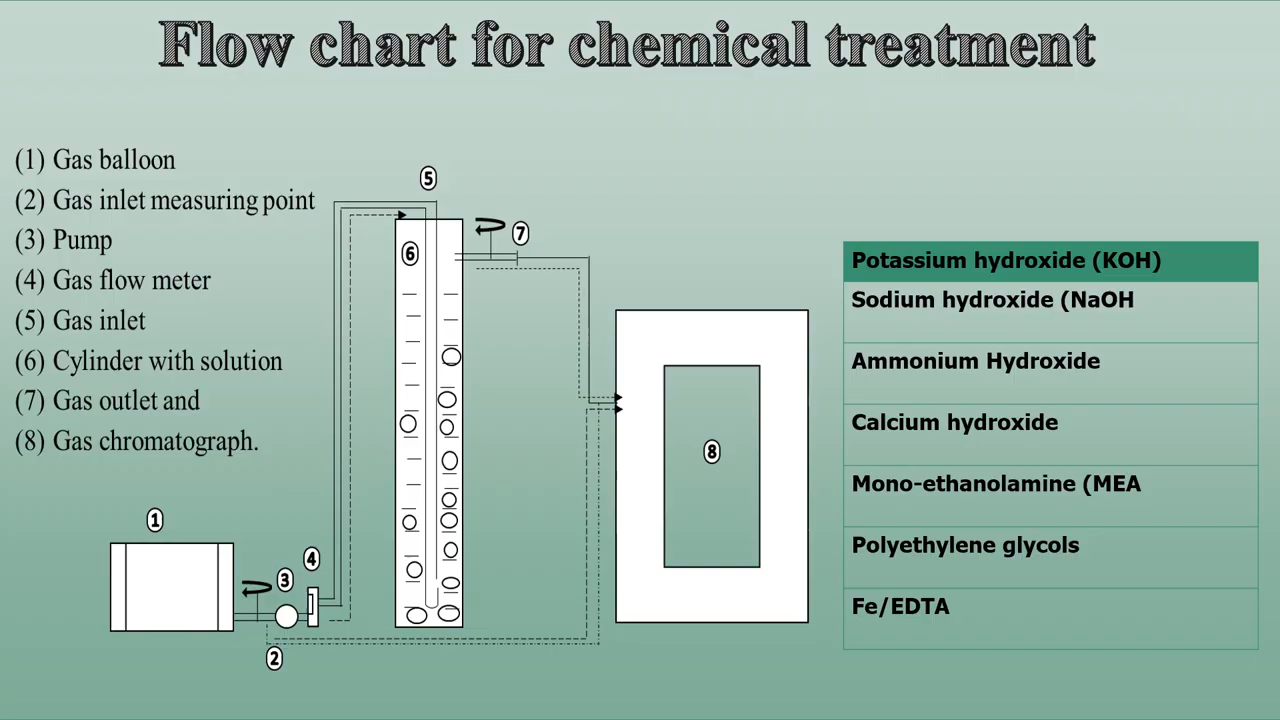 Flow chart for chemical treatment
(1) Gas balloon
(2) Gas inlet measuring point
(3) Pump
(4) Gas flow meter
(5) Gas inlet
(6) Cylinder with solution
(7) Gas outlet and
(8) Gas chromatograph.
5
6
7
8
1
4
3
2
Potassium hydroxide (KOH)
Sodium hydroxide (NaOH
Ammonium Hydroxide
Calcium hydroxide
Mono-ethanolamine (MEA
Polyethylene glycols
Fe/EDTA